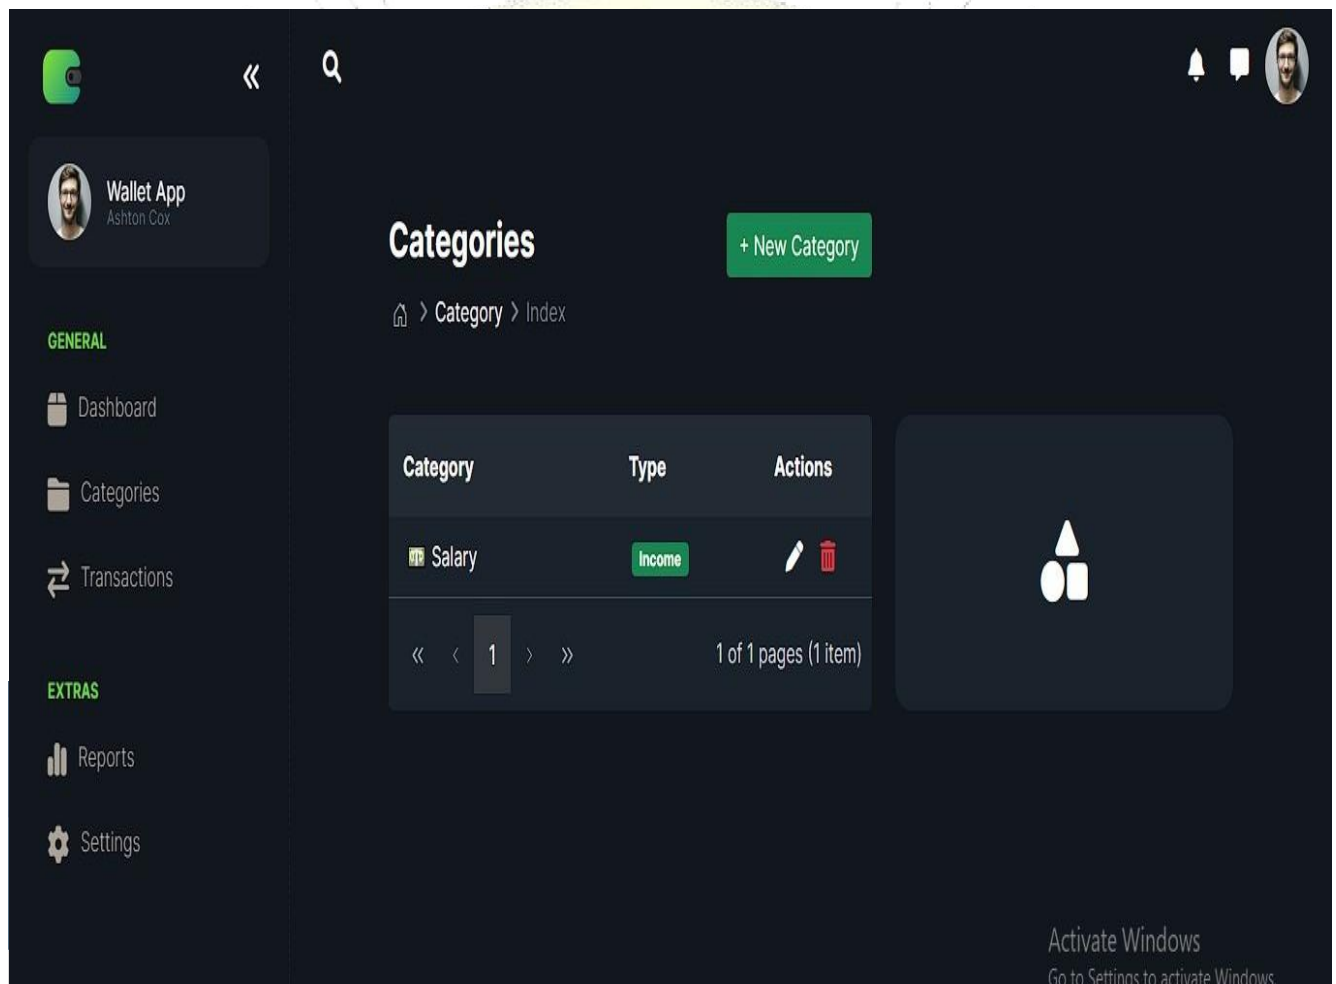 Wallet App
Ashton Cox
GENERAL
Dashboard
Categories
Transactions
EXTRAS
Reports
Settings
Categories
+ New Category
Category > Index
Category Type Actions
Salary Income
« < 1 > » 1 of 1 pages (1 item)
Activate Windows
Go to Settings to activate Windows.